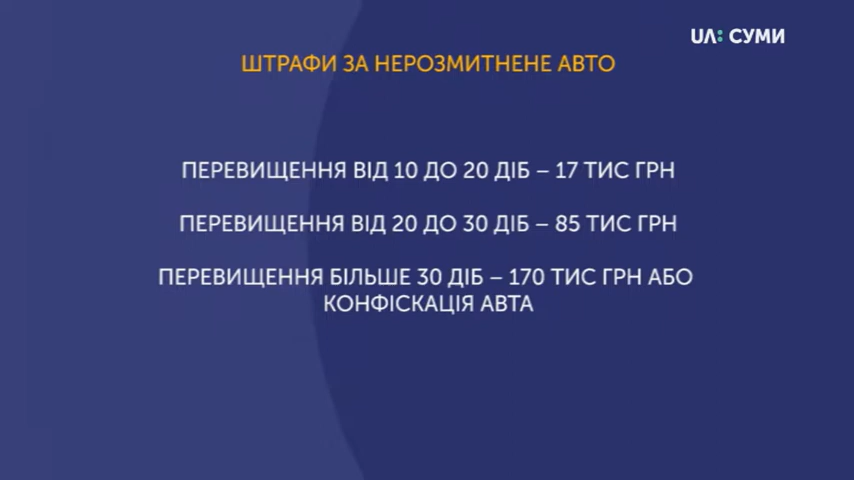 UA: СУМИ
ШТРАФИ ЗА НЕРОЗМИТНЕНЕ АВТО
ПЕРЕВИЩЕННЯ ВІД 10 ДО 20 ДІБ – 17 ТИС ГРН
ПЕРЕВИЩЕННЯ ВІД 20 ДО 30 ДІБ – 85 ТИС ГРН
ПЕРЕВИЩЕННЯ БІЛЬШЕ 30 ДІБ – 170 ТИС ГРН АБО
КОНФІСКАЦІЯ АВТА